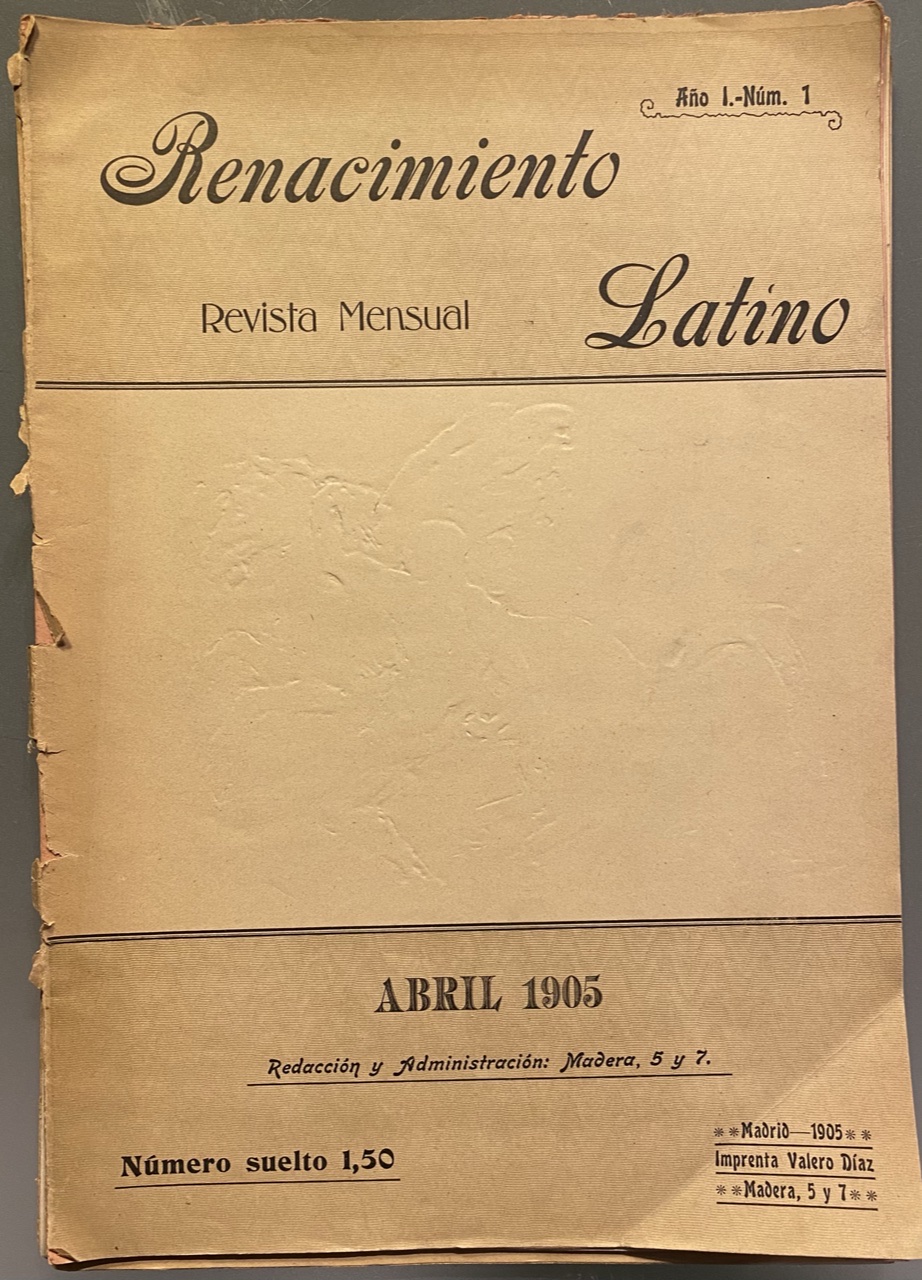 Año I.-Núm. 1
Renacimiento
Latino
Revista Mensual
ABRIL 1905
Redacción y Administración: Madera, 5 y 7.
Número suelto 1,50
**Madrid—1905**
Imprenta Valero Díaz
**Madera, 5 y 7**